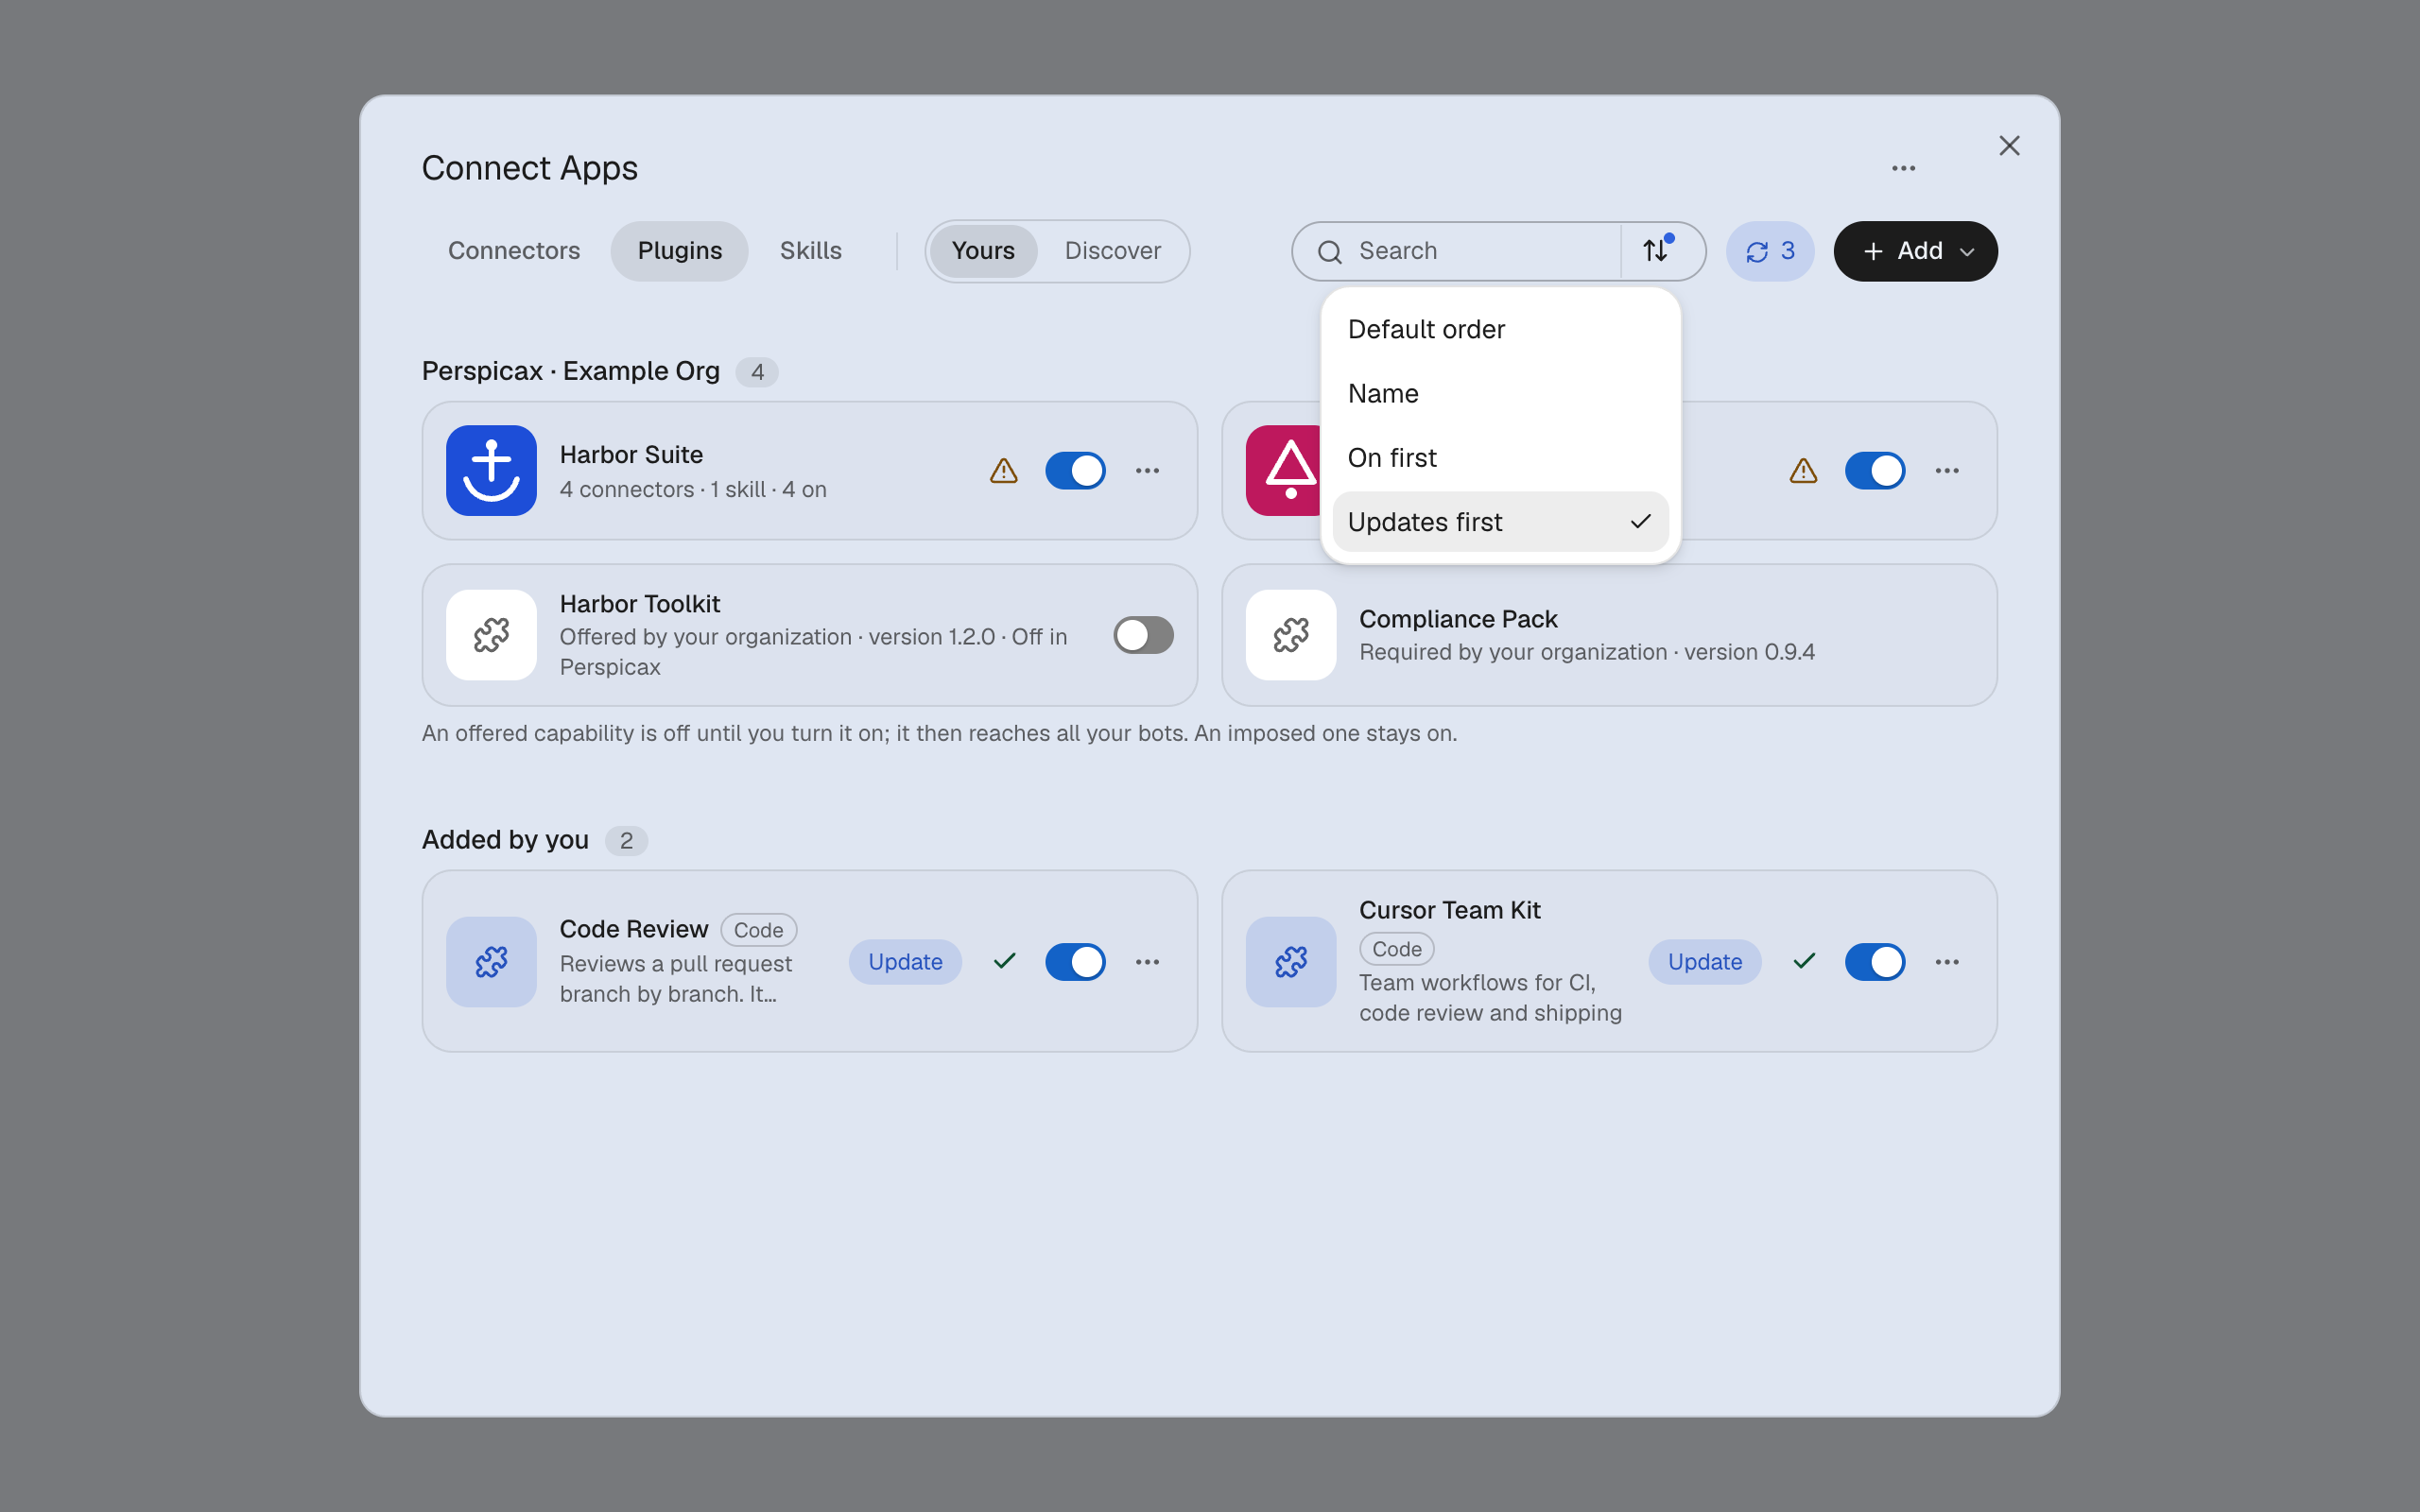 Connect Apps
Connectors
Plugins
Skills
Yours
Discover
Search
3
Add
Default order
Name
On first
Updates first
Perspicax · Example Org 4
Harbor Suite
4 connectors · 1 skill · 4 on
Harbor Toolkit
Offered by your organization · version 1.2.0 · Off in
Perspicax
Compliance Pack
Required by your organization · version 0.9.4
An offered capability is off until you turn it on; it then reaches all your bots. An imposed one stays on.
Added by you 2
Code Review Code
Reviews a pull request
branch by branch. It…
Update
Cursor Team Kit
Code
Team workflows for CI,
code review and shipping
Update